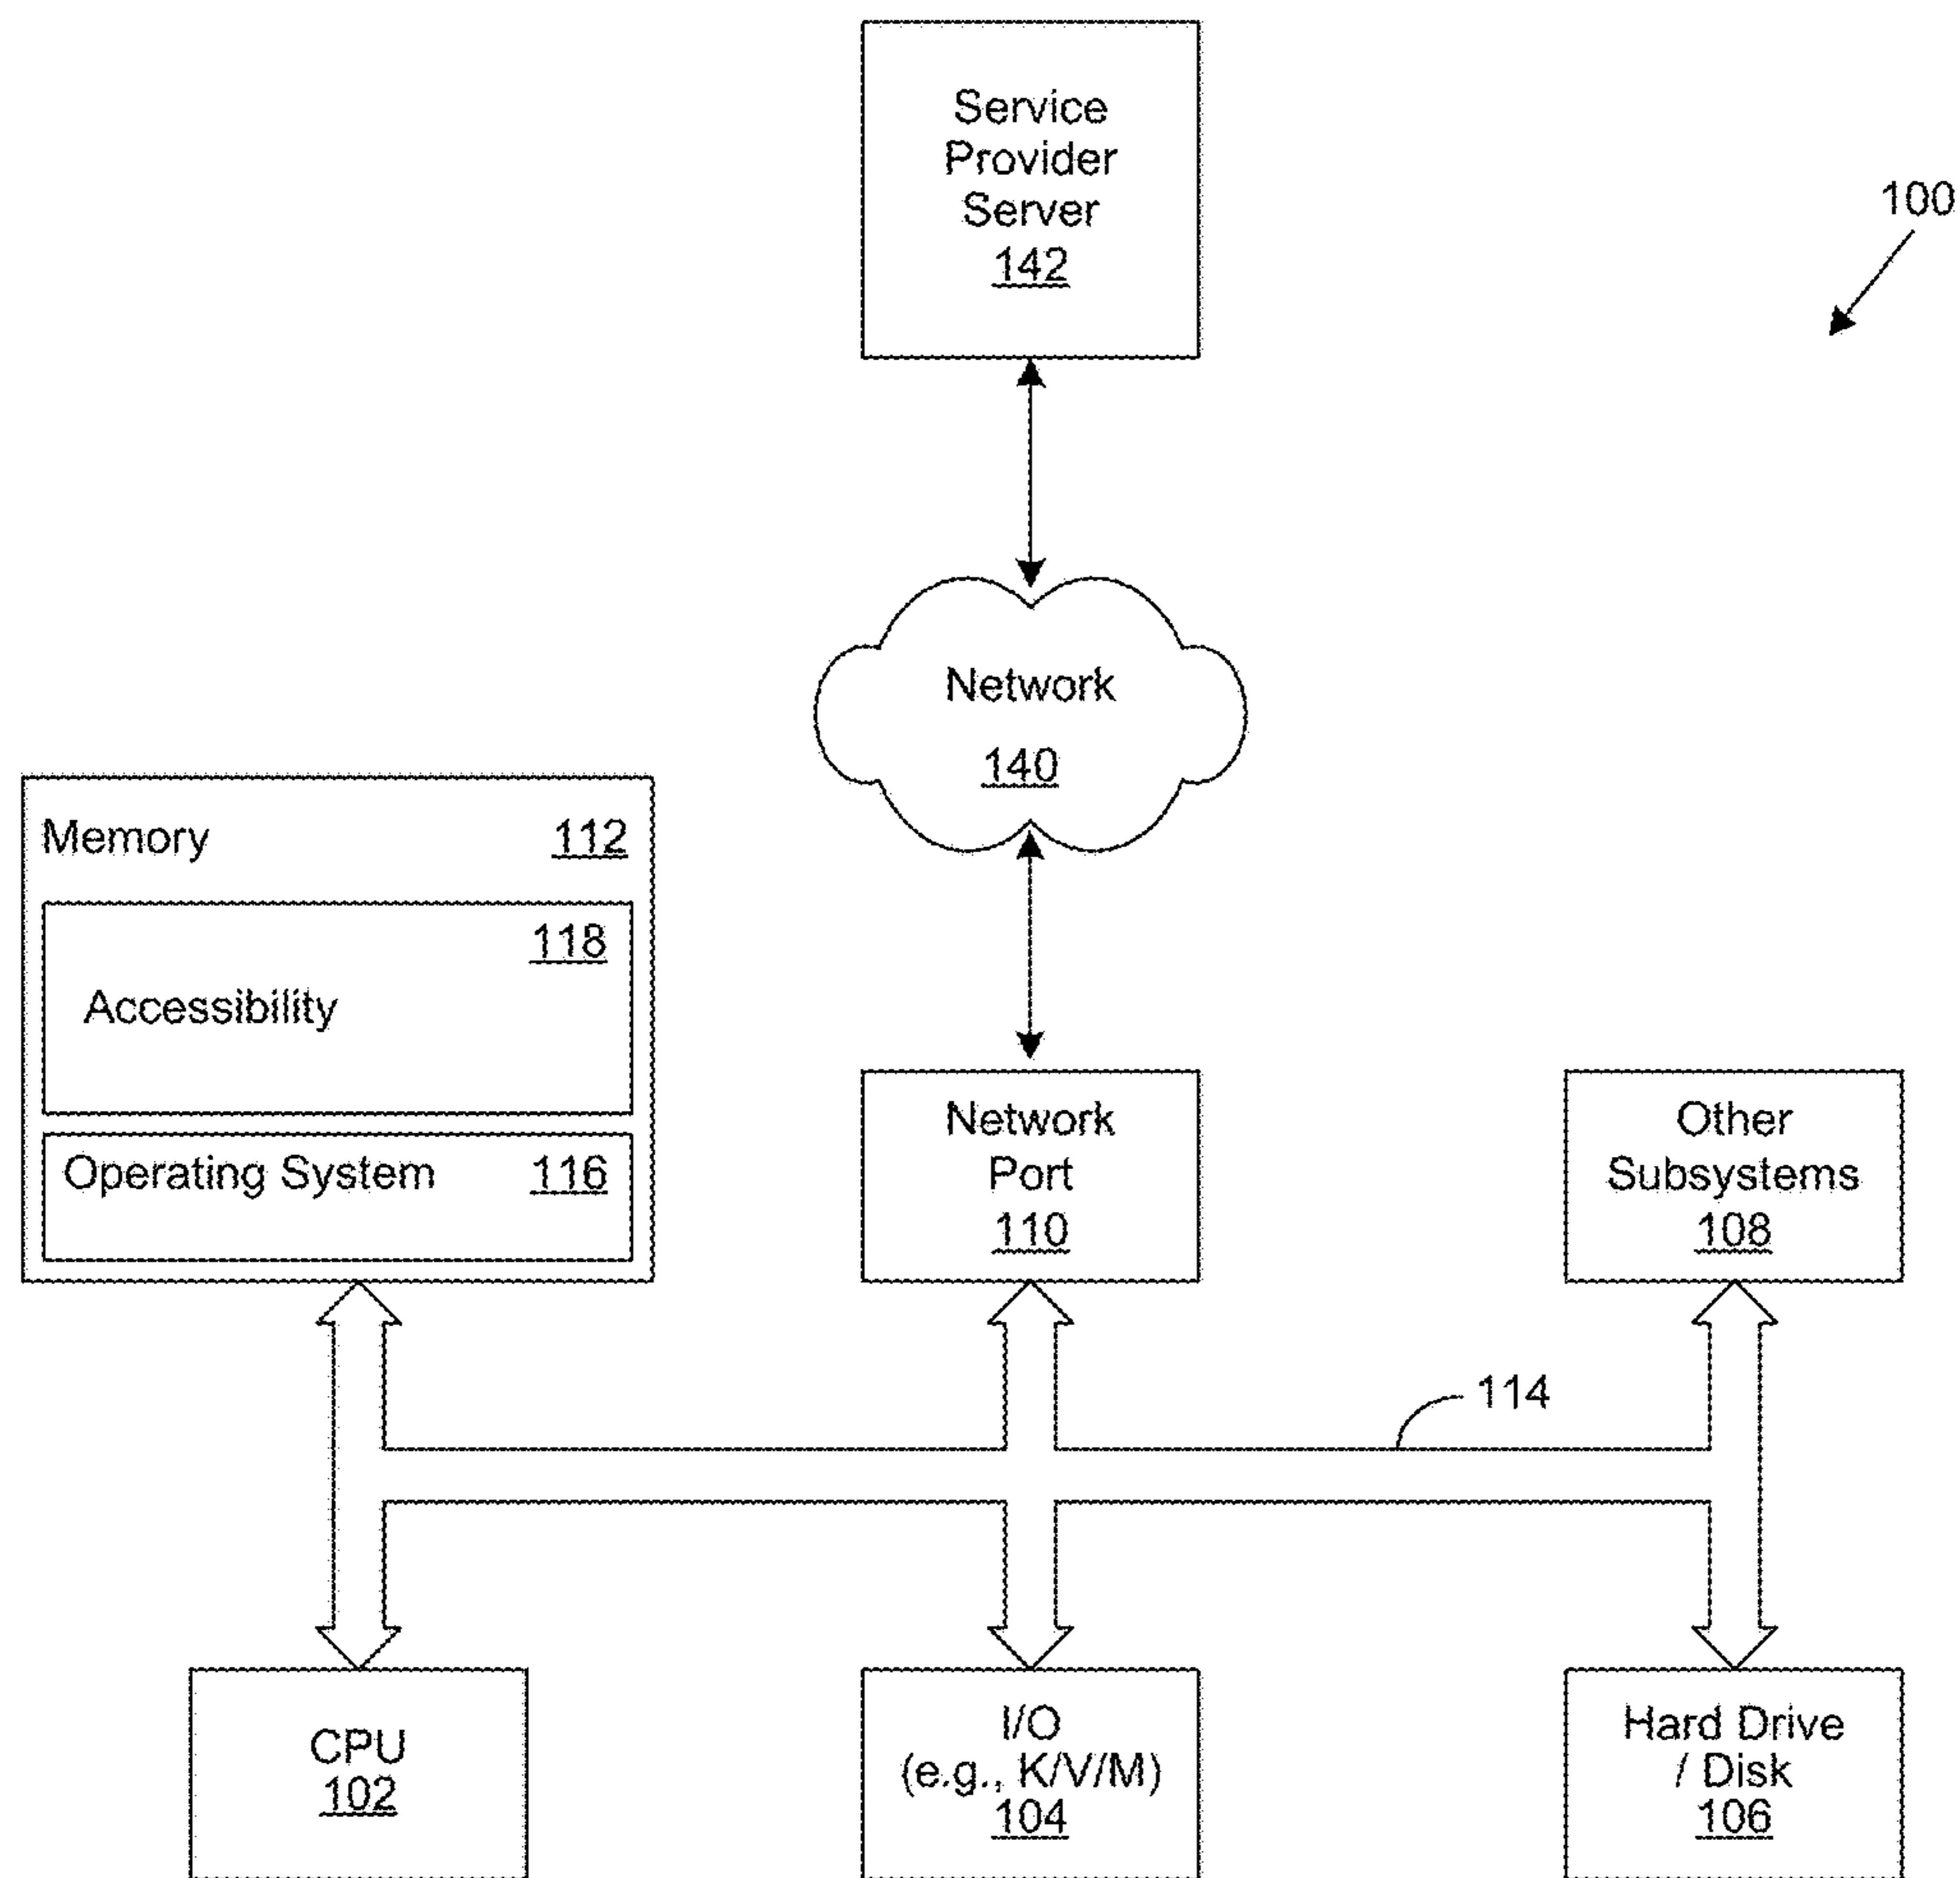 Service
Provider
Server
142
100
Network
140
Memory 112
118
Accessibility
Operating System 116
Network
Port
110
Other
Subsystems
108
114
CPU
102
I/O
(e.g., K/V/M)
104
Hard Drive
/ Disk
106